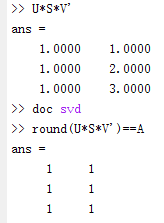 >> U*S*V'
ans =
1.0000 1.0000
1.0000 2.0000
1.0000 3.0000
>> doc svd
>> round(U*S*V')==A
ans =
1 1
1 1
1 1